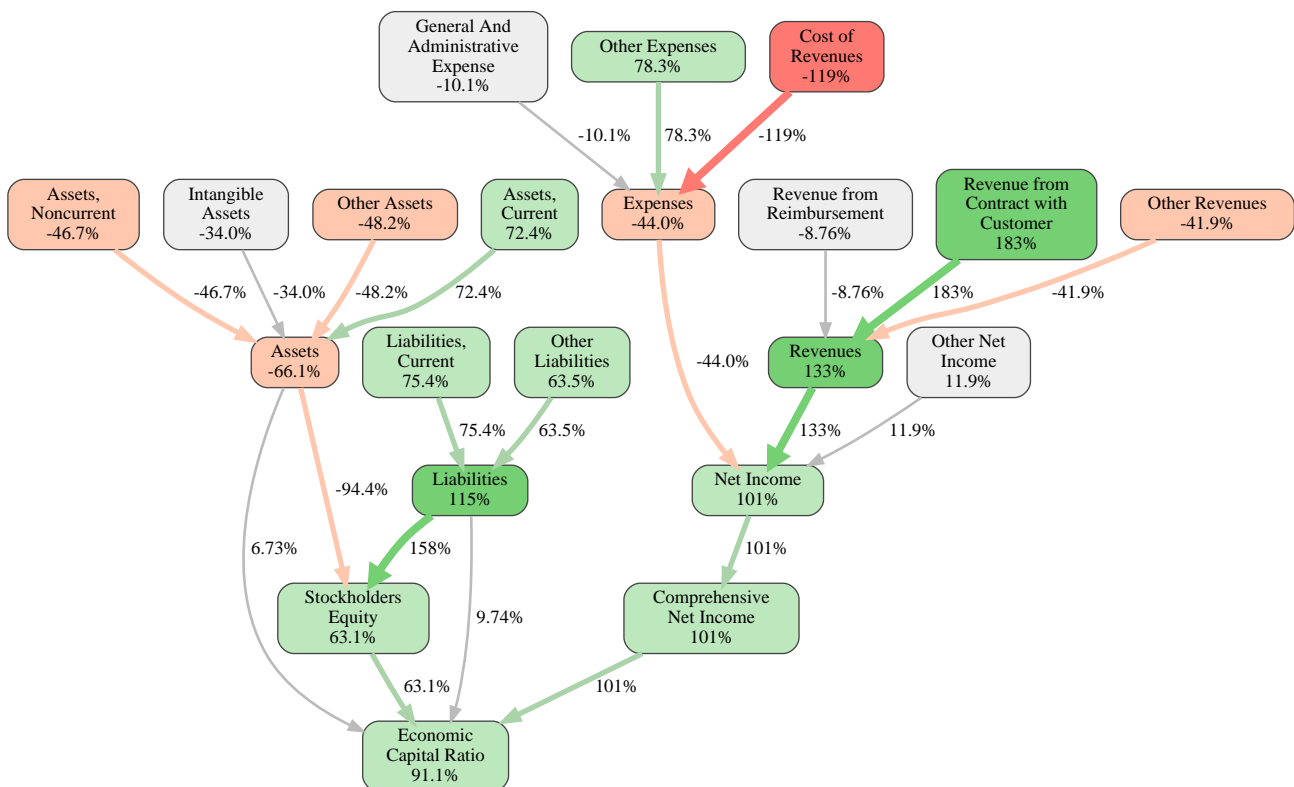 General And
Administrative
Expense
-10.1%
Other Expenses
78.3%
Cost of
Revenues
-119%
-10.1%
78.3%
-119%
Assets,
Noncurrent
-46.7%
Intangible
Assets
-34.0%
Other Assets
-48.2%
Assets,
Current
72.4%
Expenses
-44.0%
Revenue from
Reimbursement
-8.76%
Revenue from
Contract with
Customer
183%
Other Revenues
-41.9%
-46.7%
-34.0%
-48.2%
72.4%
-8.76%
183%
-41.9%
Assets
-66.1%
Liabilities,
Current
75.4%
Other
Liabilities
63.5%
-44.0%
Revenues
133%
Other Net
Income
11.9%
75.4%
63.5%
133%
11.9%
-94.4%
Liabilities
115%
Net Income
101%
6.73%
158%
9.74%
101%
Stockholders
Equity
63.1%
Comprehensive
Net Income
101%
63.1%
101%
Economic
Capital Ratio
91.1%